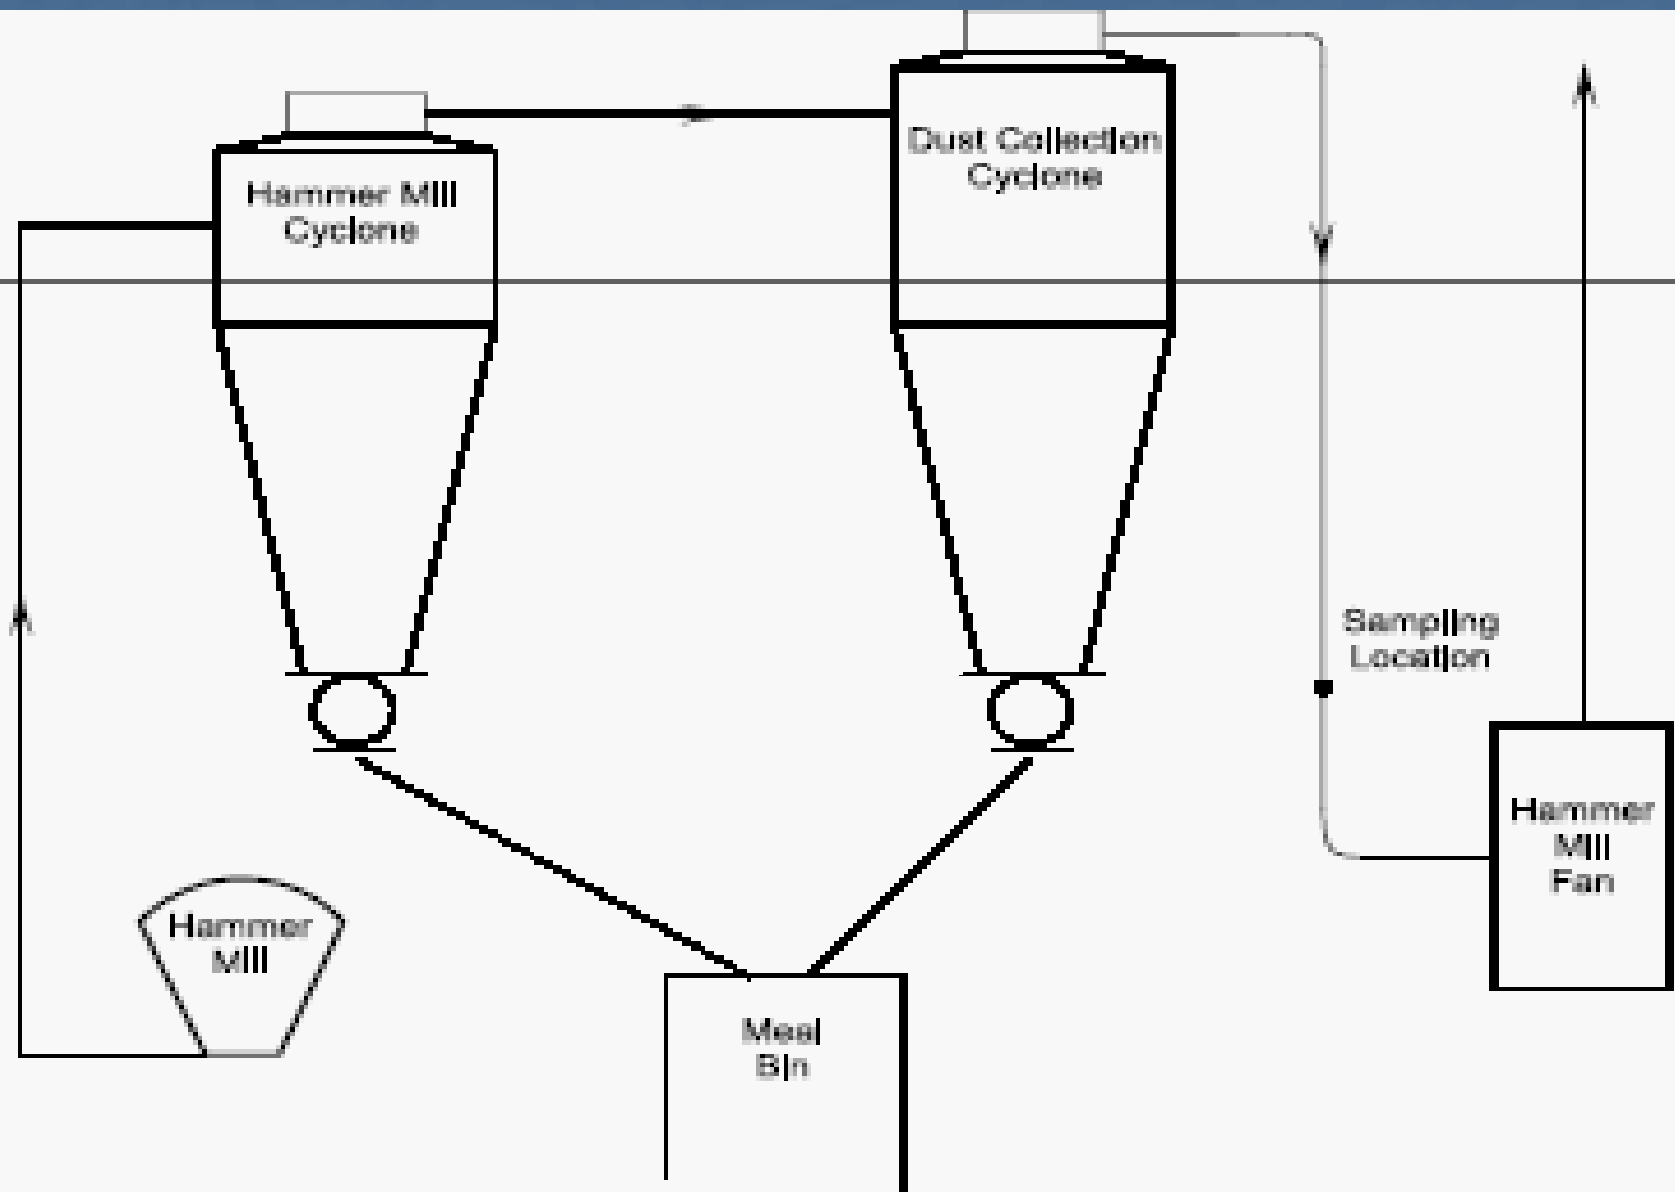 Dust Collection
Cyclone
Hammer Mill
Cyclone
Sampling
Location
Hammer
Mill
Fan
Hammer
Mill
Meal
Bin